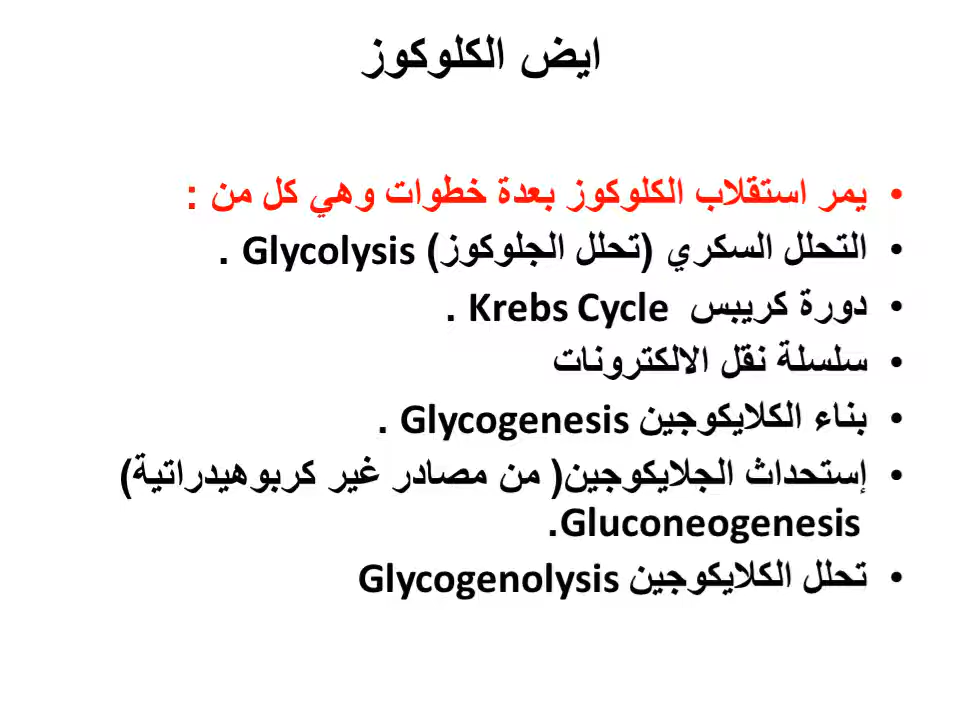 ايض الكلوكوز
• يمر استقلاب الكلوكوز بعدة خطوات وهي كل من :
• التحلل السكري (تحلل الجلوكوز) Glycolysis .
• دورة كريبس Krebs Cycle .
• سلسلة نقل الالكترونات
• بناء الكلايكوجين Glycogenesis .
• إستحداث الجلايكوجين( من مصادر غير كربوهيدراتية)
Gluconeogenesis.
• تحلل الكلايكوجين Glycogenolysis